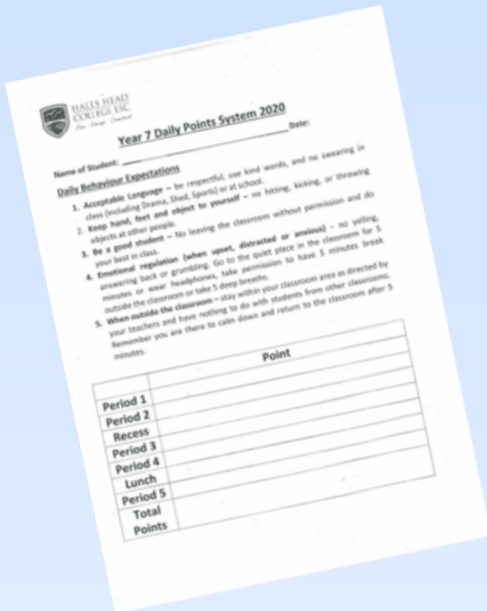 HALLS HEAD
COLLEGE ESC
Year 7 Daily Points System 2020
Name of Student: Date:
Daily Behaviour Expectations
1. Acceptable Language – be respectful, use kind words, and no swearing in
class (including Drama, Shed, Sports) or at school.
2. Keep hand, feet and object to yourself – no hitting, kicking, or throwing
objects at other people.
3. Be a good student – No leaving the classroom without permission and do
your best in class.
4. Emotional regulation (when upset, distracted or anxious) - no yelling,
answering back or grumbling. Go to the quiet place in the classroom for 5
minutes or wear headphones, take permission to have 5 minutes break
outside the classroom or take 5 deep breaths.
5. When outside the classroom – stay within your classroom area as directed by
your teachers and have nothing to do with students from other classrooms.
Remember you are there to calm down and return to the classroom after 5
minutes.
Point
Period 1
Period 2
Recess
Period 3
Period 4
Lunch
Period 5
Total
Points